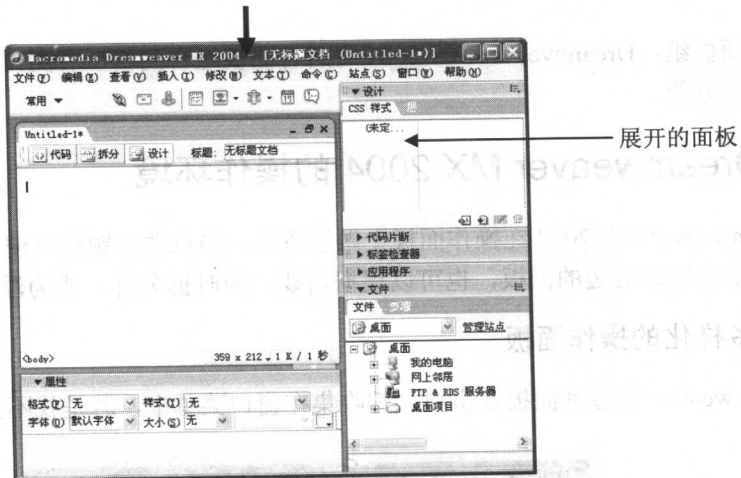 Macromedia Dreamweaver MX 2004 - [无标题文档 (Untitled-1*)]
文件(F) 编辑(E) 查看(V) 插入(I) 修改(M) 文本(T) 命令(C) 站点(S) 窗口(W) 帮助(H)
常用
Untitled-1*
代码 拆分 设计 标题: 无标题文档
<body> 359 x 212 1 K / 1 秒
属性
格式(F) 无 样式(T) 无
字体(O) 默认字体 大小(S) 无
设计
CSS 样式 层
(未定...
代码片断
标签检查器
应用程序
文件
文件 资源
桌面 管理站点
桌面
我的电脑
网上邻居
FTP & RDS 服务器
桌面项目
展开的面板